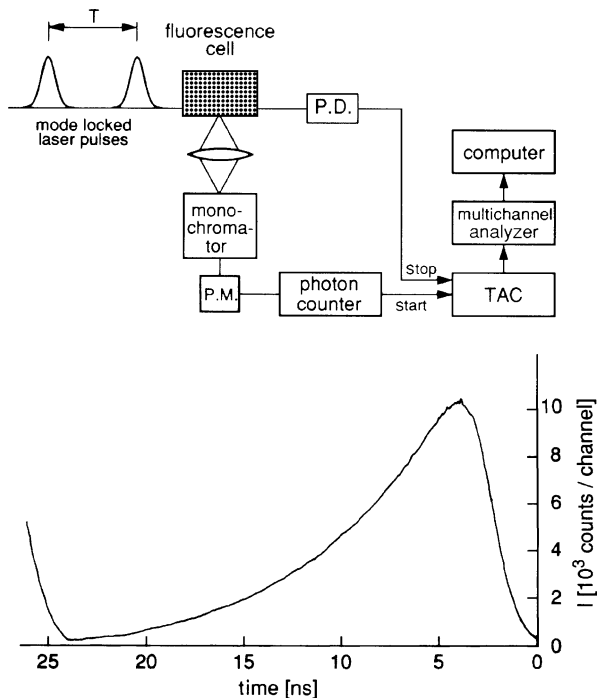 T
fluorescence
cell
mode locked
laser pulses
P.D.
computer
mono-
chroma-
tor
multichannel
analyzer
P.M.
photon
counter
stop
start
TAC
10
8
6
4
2
0
I [10³ counts / channel]
25 20 15 10 5 0
time [ns]